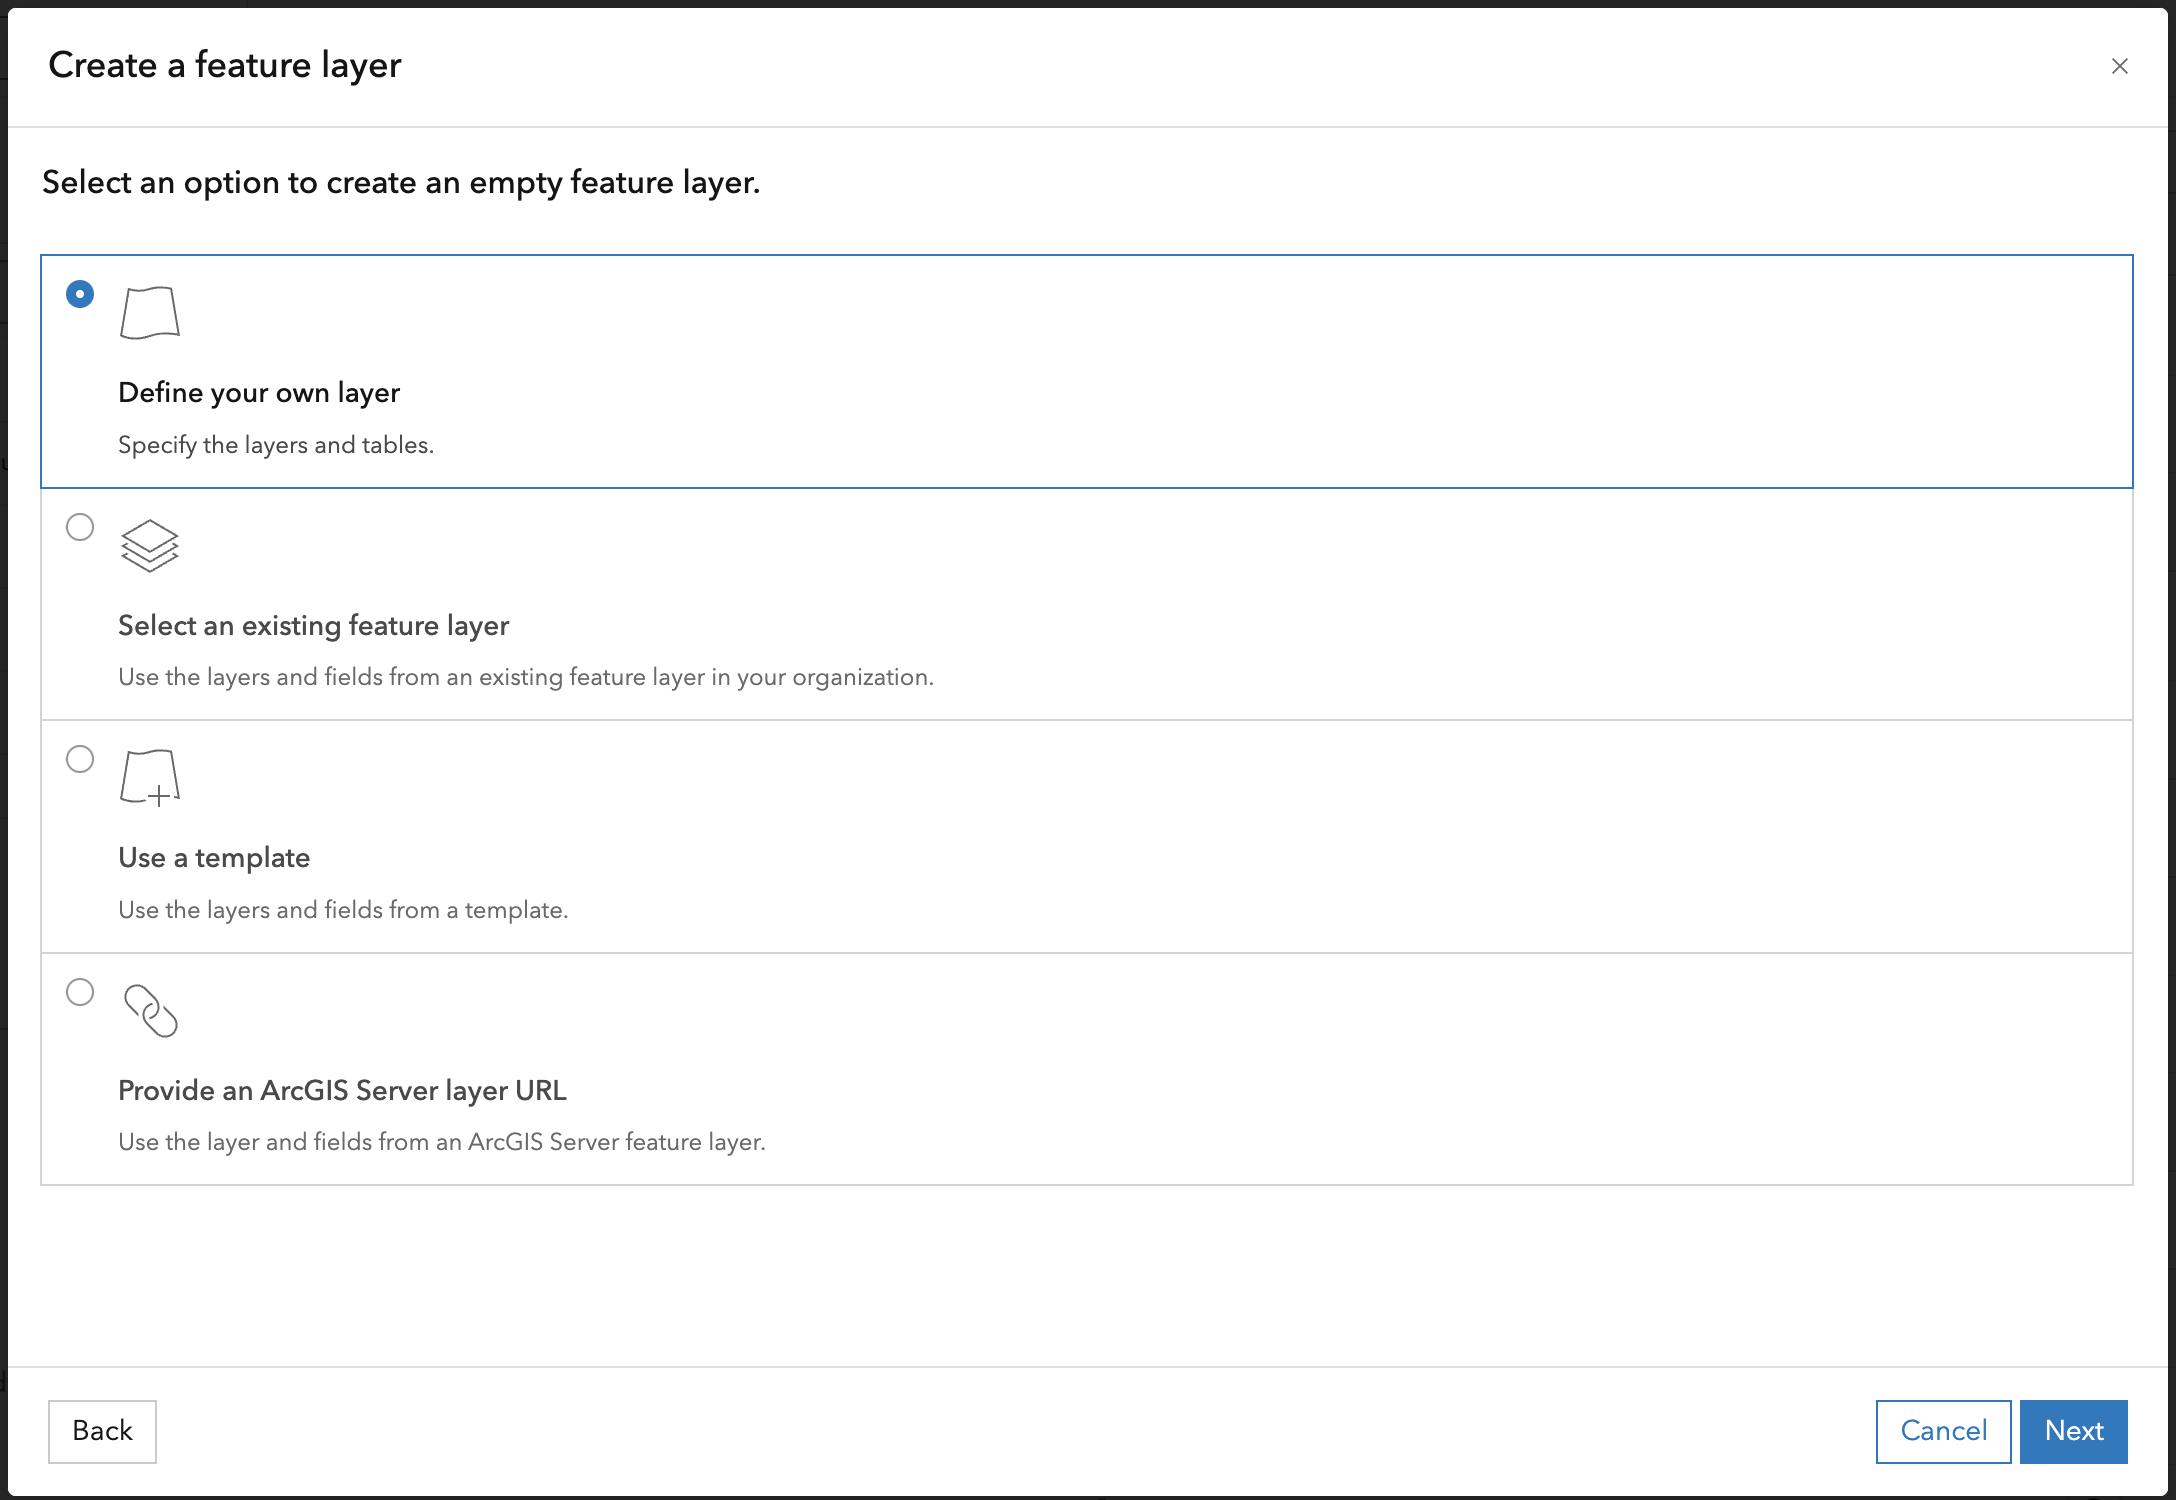 Create a feature layer
Select an option to create an empty feature layer.
Define your own layer
Specify the layers and tables.
Select an existing feature layer
Use the layers and fields from an existing feature layer in your organization.
Use a template
Use the layers and fields from a template.
Provide an ArcGIS Server layer URL
Use the layer and fields from an ArcGIS Server feature layer.
Back
Cancel
Next